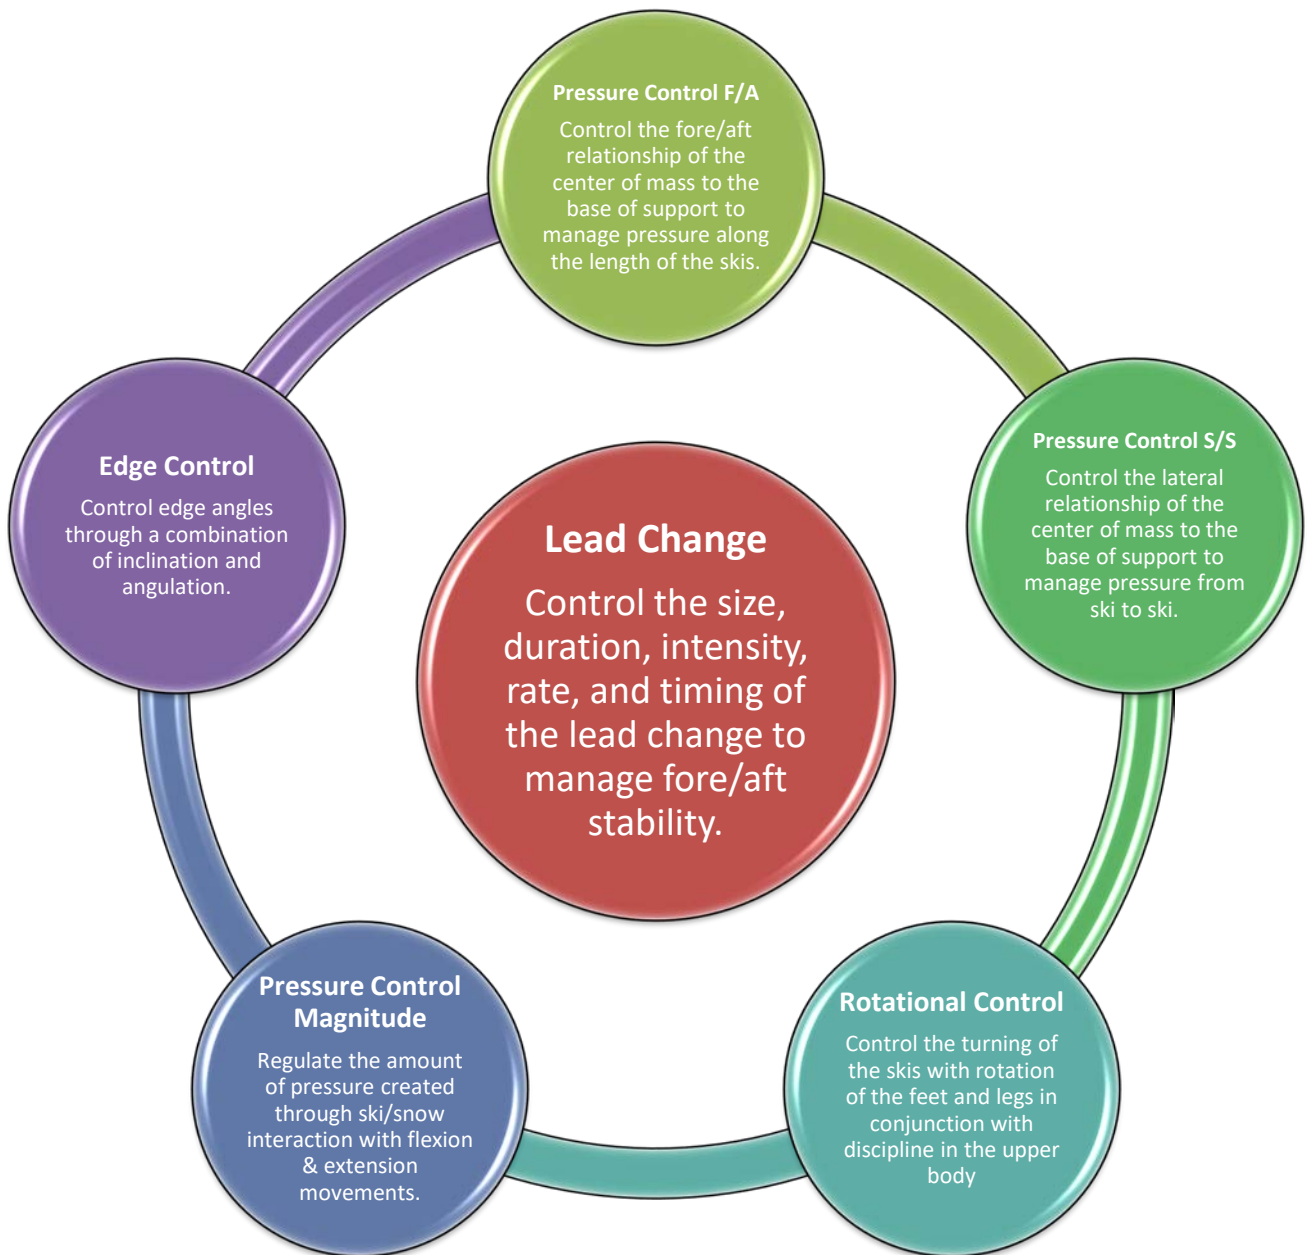 Pressure Control F/A
Control the fore/aft
relationship of the
center of mass to the
base of support to
manage pressure along
the length of the skis.
Pressure Control S/S
Control the lateral
relationship of the
center of mass to the
base of support to
manage pressure from
ski to ski.
Rotational Control
Control the turning of
the skis with rotation
of the feet and legs in
conjunction with
discipline in the upper
body
Pressure Control
Magnitude
Regulate the amount
of pressure created
through ski/snow
interaction with flexion
& extension
movements.
Edge Control
Control edge angles
through a combination
of inclination and
angulation.
Lead Change
Control the size,
duration, intensity,
rate, and timing of
the lead change to
manage fore/aft
stability.